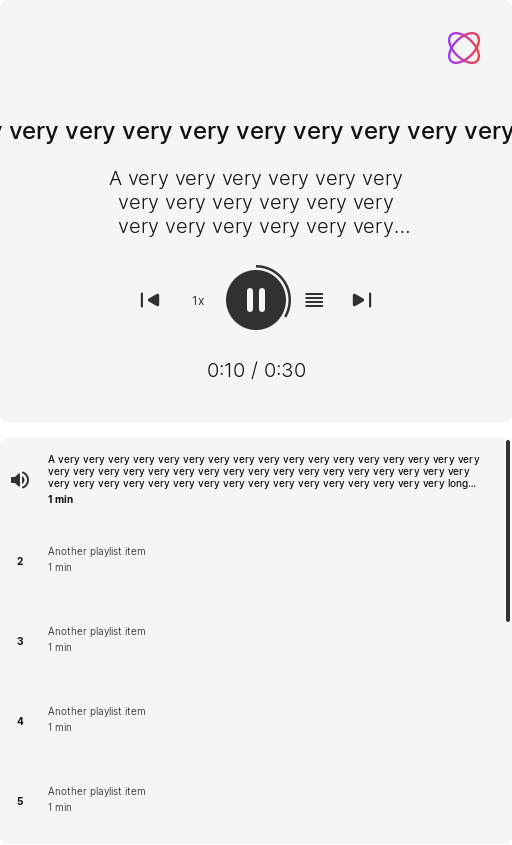 very very very very very very very very very
A very very very very very very
very very very very very very
very very very very very very...
1x
0:10 / 0:30
A very very very very very very very very very very very very very very very very very
very very very very very very very very very very very very very very very very very
very very very very very very very very very very very very very very very very long...
1 min
2
Another playlist item
1 min
3
Another playlist item
1 min
4
Another playlist item
1 min
5
Another playlist item
1 min